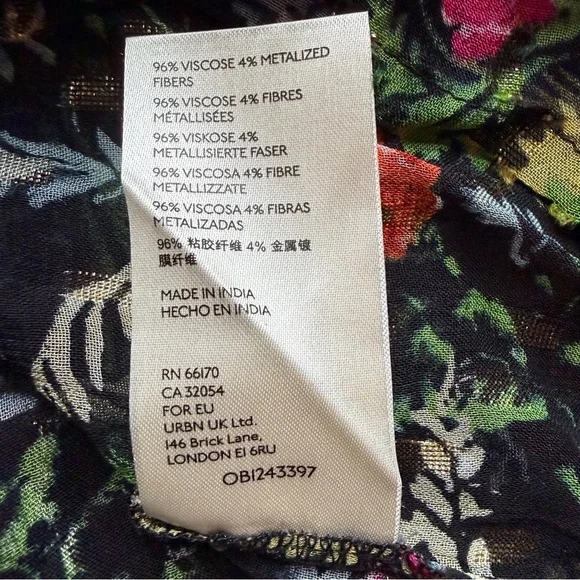 96% VISCOSE 4% METALIZED
FIBERS
96% VISCOSE 4% FIBRES
MÉTALLISÉES
96% VISKOSE 4%
METALLISIERTE FASER
96% VISCOSA 4% FIBRE
METALLIZZATE
96% VISCOSA 4% FIBRAS
METALIZADAS
96% 粘胶纤维 4% 金属镀
膜纤维
MADE IN INDIA
HECHO EN INDIA
RN 66170
CA 32054
FOR EU
URBN UK Ltd.
146 Brick Lane,
LONDON E1 6RU
OB1243397